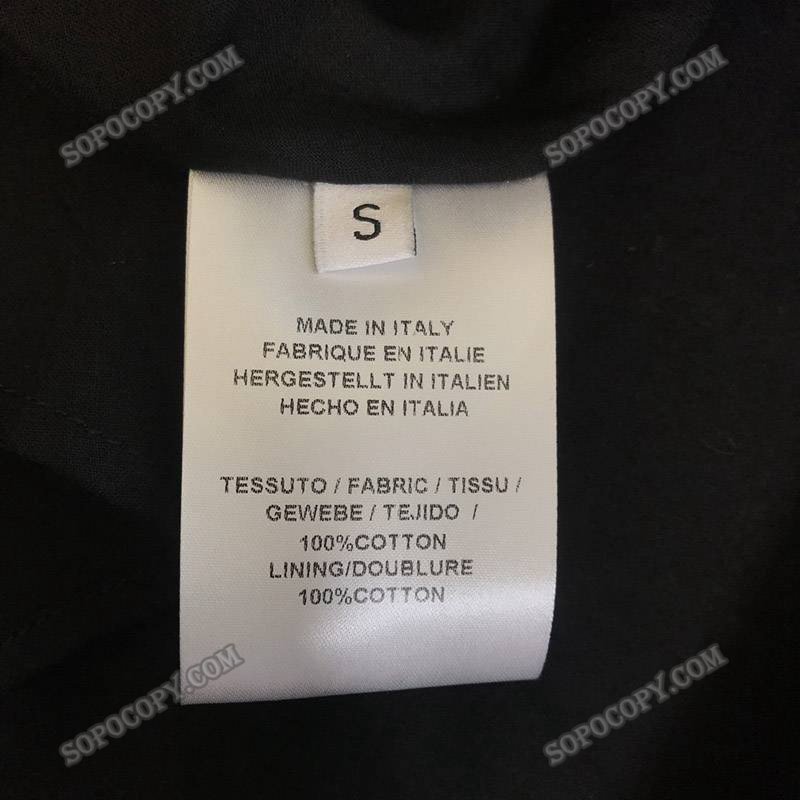 SOPOCOPY.COM
SOPOCOPY.COM
S
MADE IN ITALY
FABRIQUE EN ITALIE
HERGESTELLT IN ITALIEN
HECHO EN ITALIA
TESSUTO / FABRIC / TISSU /
GEWEBE / TEJIDO /
100%COTTON
LINING/DOUBLURE
100%COTTON
SOPOCOPY.COM
SOPOCOPY.COM